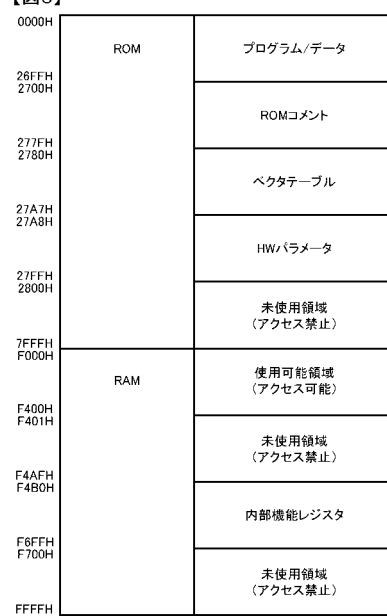 0000H
ROM
プログラム/データ
26FFH
2700H
ROMコメント
277FH
2780H
ベクタテーブル
27A7H
27A8H
HWパラメータ
27FFH
2800H
未使用領域
(アクセス禁止)
7FFFH
F000H
RAM
使用可能領域
(アクセス可能)
F400H
F401H
未使用領域
(アクセス禁止)
F4AFH
F4B0H
内部機能レジスタ
F6FFH
F700H
未使用領域
(アクセス禁止)
FFFFH